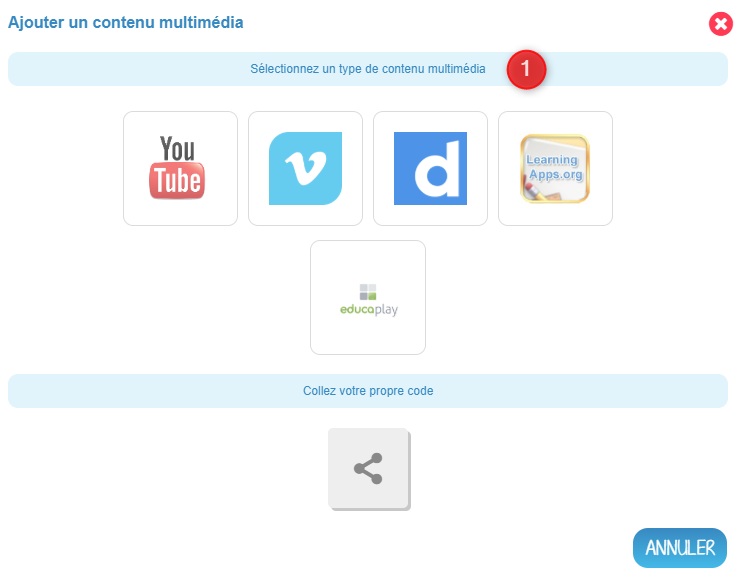 Ajouter un contenu multimédia
Sélectionnez un type de contenu multimédia
1
You
Tube
Learning
Apps.org
educaplay
Collez votre propre code
ANNULER